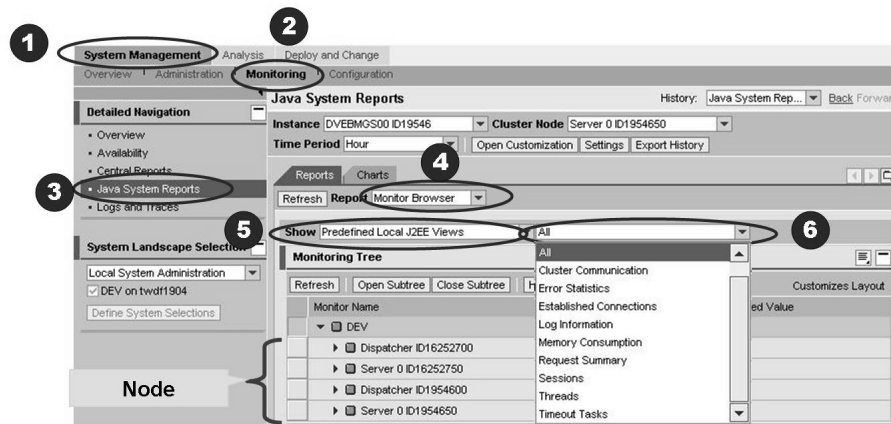 1
2
System Management Analysis Deploy and Change
Overview Administration Monitoring Configuration
Java System Reports
History: Java System Rep... Back Forwar
Detailed Navigation
Instance DVEBMGS00 ID19546 Cluster Node Server 0 ID1954650
Overview
Time Period Hour Open Customization Settings Export History
Availability
4
Central Reports
Reports Charts
3
Java System Reports
Refresh Report Monitor Browser
Logs and Traces
5
Show Predefined Local J2EE Views All
6
System Landscape Selection
Monitoring Tree
All
Local System Administration
Cluster Communication
DEV on twdf1904
Refresh Open Subtree Close Subtree H
Error Statistics
Customizes Layout
Define System Selections
Monitor Name
Established Connections
ed Value
DEV
Log Information
Dispatcher ID16252700
Memory Consumption
Server 0 ID16252750
Request Summary
Node
Sessions
Dispatcher ID1954600
Threads
Server 0 ID1954650
Timeout Tasks